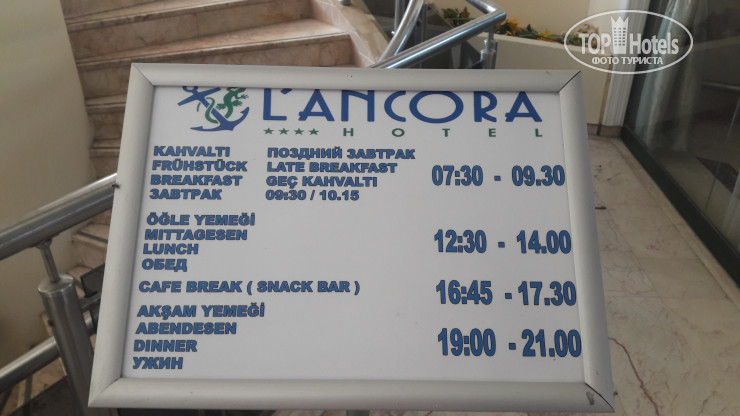 TOP Hotels
ФОТО ТУРИСТА
L'ANCORA
HOTEL
KAHVALTI ПОЗДНИЙ ЗАВТРАК
FRÜHSTÜCK LATE BREAKFAST
BREAKFAST GEÇ KAHVALTI
ЗАВТРАК 09:30 / 10.15
07:30 - 09.30
ÖĞLE YEMEĞİ
MITTAGESEN
LUNCH
ОБЕД
12:30 - 14.00
CAFE BREAK ( SNACK BAR )
16:45 - 17.30
AKŞAM YEMEĞİ
ABENDESEN
DINNER
УЖИН
19:00 - 21.00